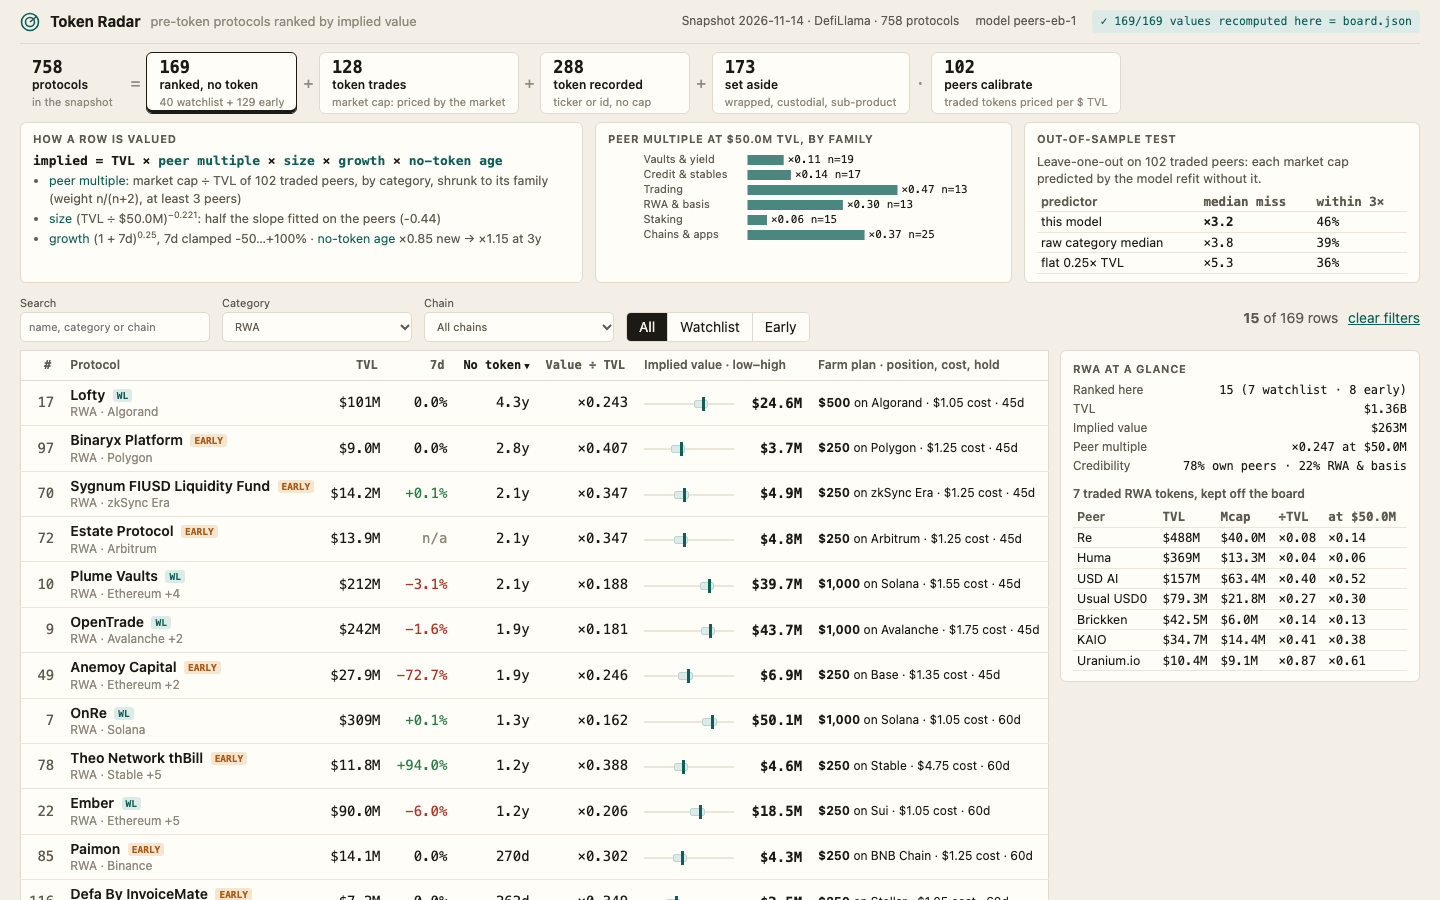 Token Radar pre-token protocols ranked by implied value
Snapshot 2026-11-14 · DefiLlama · 758 protocols model peers-eb-1 ✓ 169/169 values recomputed here = board.json
758
protocols
in the snapshot
=
169
ranked, no token
40 watchlist + 129 early
+
128
token trades
market cap: priced by the market
+
288
token recorded
ticker or id, no cap
+
173
set aside
wrapped, custodial, sub-product
·
102
peers calibrate
traded tokens priced per $ TVL
HOW A ROW IS VALUED
implied = TVL × peer multiple × size × growth × no-token age
• peer multiple: market cap ÷ TVL of 102 traded peers, by category, shrunk to its family
(weight n/(n+2), at least 3 peers)
• size (TVL ÷ $50.0M)−0.221: half the slope fitted on the peers (-0.44)
• growth (1 + 7d)0.25, 7d clamped -50…+100% · no-token age ×0.85 new → ×1.15 at 3y
PEER MULTIPLE AT $50.0M TVL, BY FAMILY
Vaults & yield ×0.11 n=19
Credit & stables ×0.14 n=17
Trading ×0.47 n=13
RWA & basis ×0.30 n=13
Staking ×0.06 n=15
Chains & apps ×0.37 n=25
OUT-OF-SAMPLE TEST
Leave-one-out on 102 traded peers: each market cap
predicted by the model refit without it.
predictor median miss within 3×
this model ×3.2 46%
raw category median ×3.8 39%
flat 0.25× TVL ×5.3 36%
Search
name, category or chain
Category
RWA
Chain
All chains
All Watchlist Early
15 of 169 rows clear filters
# Protocol TVL 7d No token ▾ Value ÷ TVL Implied value · low–high Farm plan · position, cost, hold
17 Lofty WL $101M 0.0% 4.3y ×0.243 $24.6M $500 on Algorand · $1.05 cost · 45d
RWA · Algorand
97 Binaryx Platform EARLY $9.0M 0.0% 2.8y ×0.407 $3.7M $250 on Polygon · $1.25 cost · 45d
RWA · Polygon
70 Sygnum FIUSD Liquidity Fund EARLY $14.2M +0.1% 2.1y ×0.347 $4.9M $250 on zkSync Era · $1.25 cost · 45d
RWA · zkSync Era
72 Estate Protocol EARLY $13.9M n/a 2.1y ×0.347 $4.8M $250 on Arbitrum · $1.25 cost · 45d
RWA · Arbitrum
10 Plume Vaults WL $212M −3.1% 2.1y ×0.188 $39.7M $1,000 on Solana · $1.55 cost · 45d
RWA · Ethereum +4
9 OpenTrade WL $242M −1.6% 1.9y ×0.181 $43.7M $1,000 on Avalanche · $1.75 cost · 45d
RWA · Avalanche +2
49 Anemoy Capital EARLY $27.9M −72.7% 1.9y ×0.246 $6.9M $250 on Base · $1.35 cost · 45d
RWA · Ethereum +2
7 OnRe WL $309M +0.1% 1.3y ×0.162 $50.1M $1,000 on Solana · $1.05 cost · 60d
RWA · Solana
78 Theo Network thBill EARLY $11.8M +94.0% 1.2y ×0.388 $4.6M $250 on Stable · $4.75 cost · 60d
RWA · Stable +5
22 Ember WL $90.0M −6.0% 1.2y ×0.206 $18.5M $250 on Sui · $1.05 cost · 60d
RWA · Ethereum +5
85 Paimon EARLY $14.1M 0.0% 270d ×0.302 $4.3M $250 on BNB Chain · $1.25 cost · 60d
RWA · Binance
Defa By InvoiceMate EARLY
RWA AT A GLANCE
Ranked here 15 (7 watchlist · 8 early)
TVL $1.36B
Implied value $263M
Peer multiple ×0.247 at $50.0M
Credibility 78% own peers · 22% RWA & basis
7 traded RWA tokens, kept off the board
Peer TVL Mcap ÷TVL at $50.0M
Re $488M $40.0M ×0.08 ×0.14
Huma $369M $13.3M ×0.04 ×0.06
USD AI $157M $63.4M ×0.40 ×0.52
Usual USD0 $79.3M $21.8M ×0.27 ×0.30
Brickken $42.5M $6.0M ×0.14 ×0.13
KAIO $34.7M $14.4M ×0.41 ×0.38
Uranium.io $10.4M $9.1M ×0.87 ×0.61